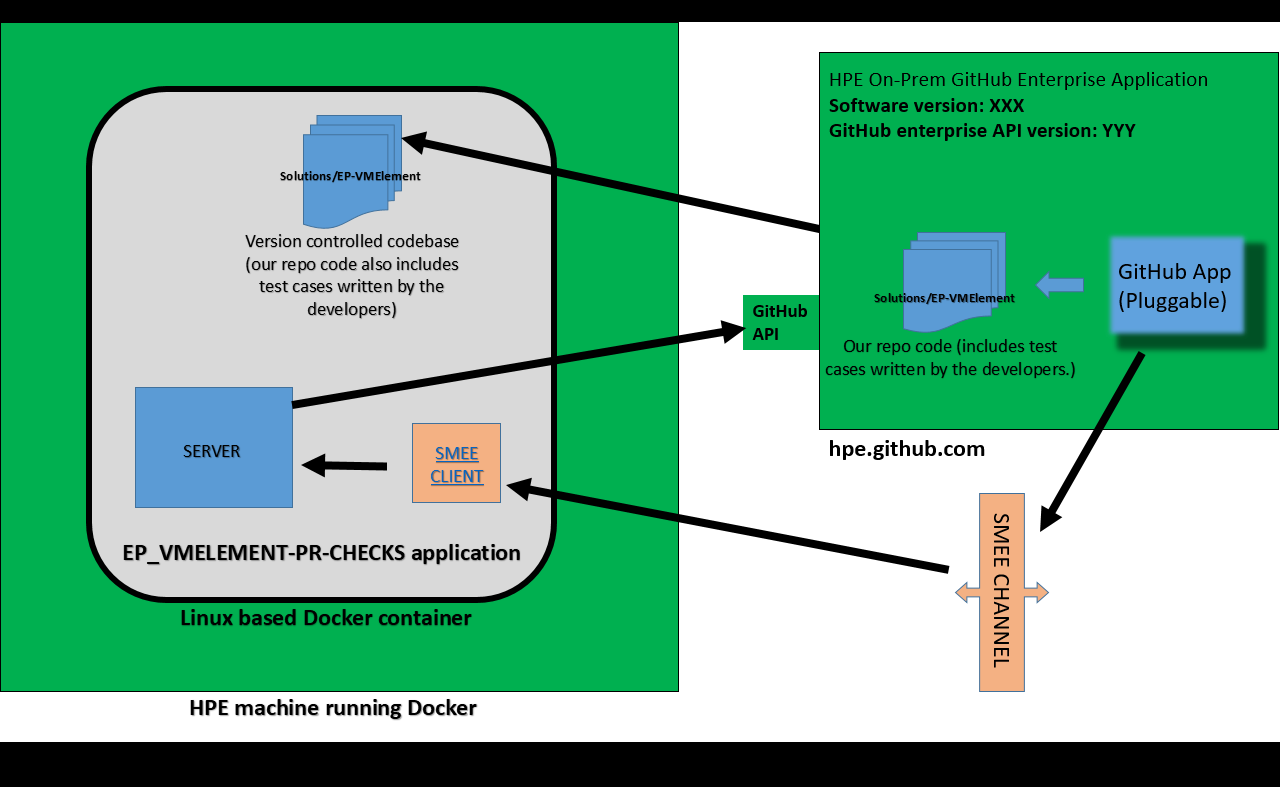 Solutions/EP-VMElement
Version controlled codebase
(our repo code also includes
test cases written by the
developers)
SERVER
SMEE
CLIENT
EP_VMELEMENT-PR-CHECKS application
Linux based Docker container
HPE machine running Docker
HPE On-Prem GitHub Enterprise Application
Software version: XXX
GitHub enterprise API version: YYY
GitHub
API
Solutions/EP-VMElement
Our repo code (includes test
cases written by the developers.)
GitHub App
(Pluggable)
hpe.github.com
SMEE CHANNEL